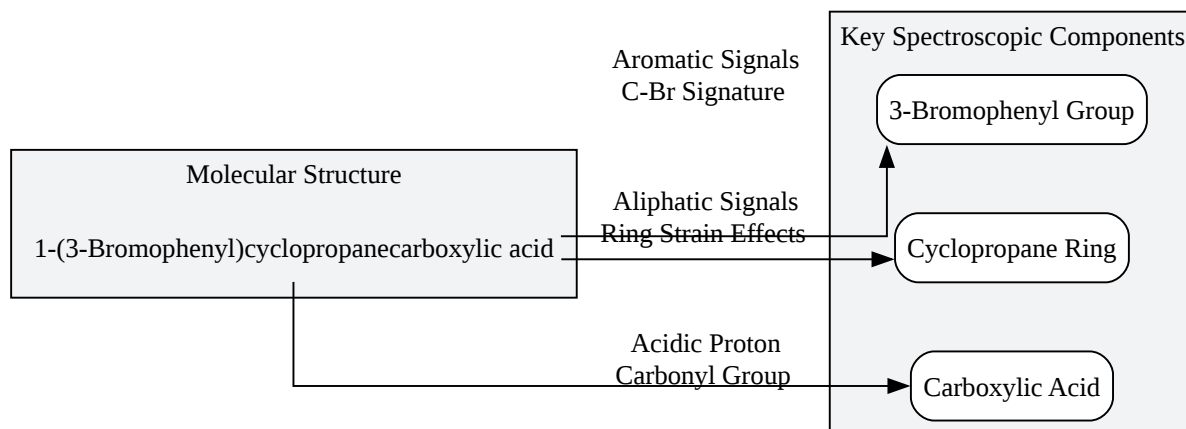 Key Spectroscopic Components
Aromatic Signals
C-Br Signature
3-Bromophenyl Group
Molecular Structure
1-(3-Bromophenyl)cyclopropanecarboxylic acid
Aliphatic Signals
Ring Strain Effects
Cyclopropane Ring
Acidic Proton
Carbonyl Group
Carboxylic Acid